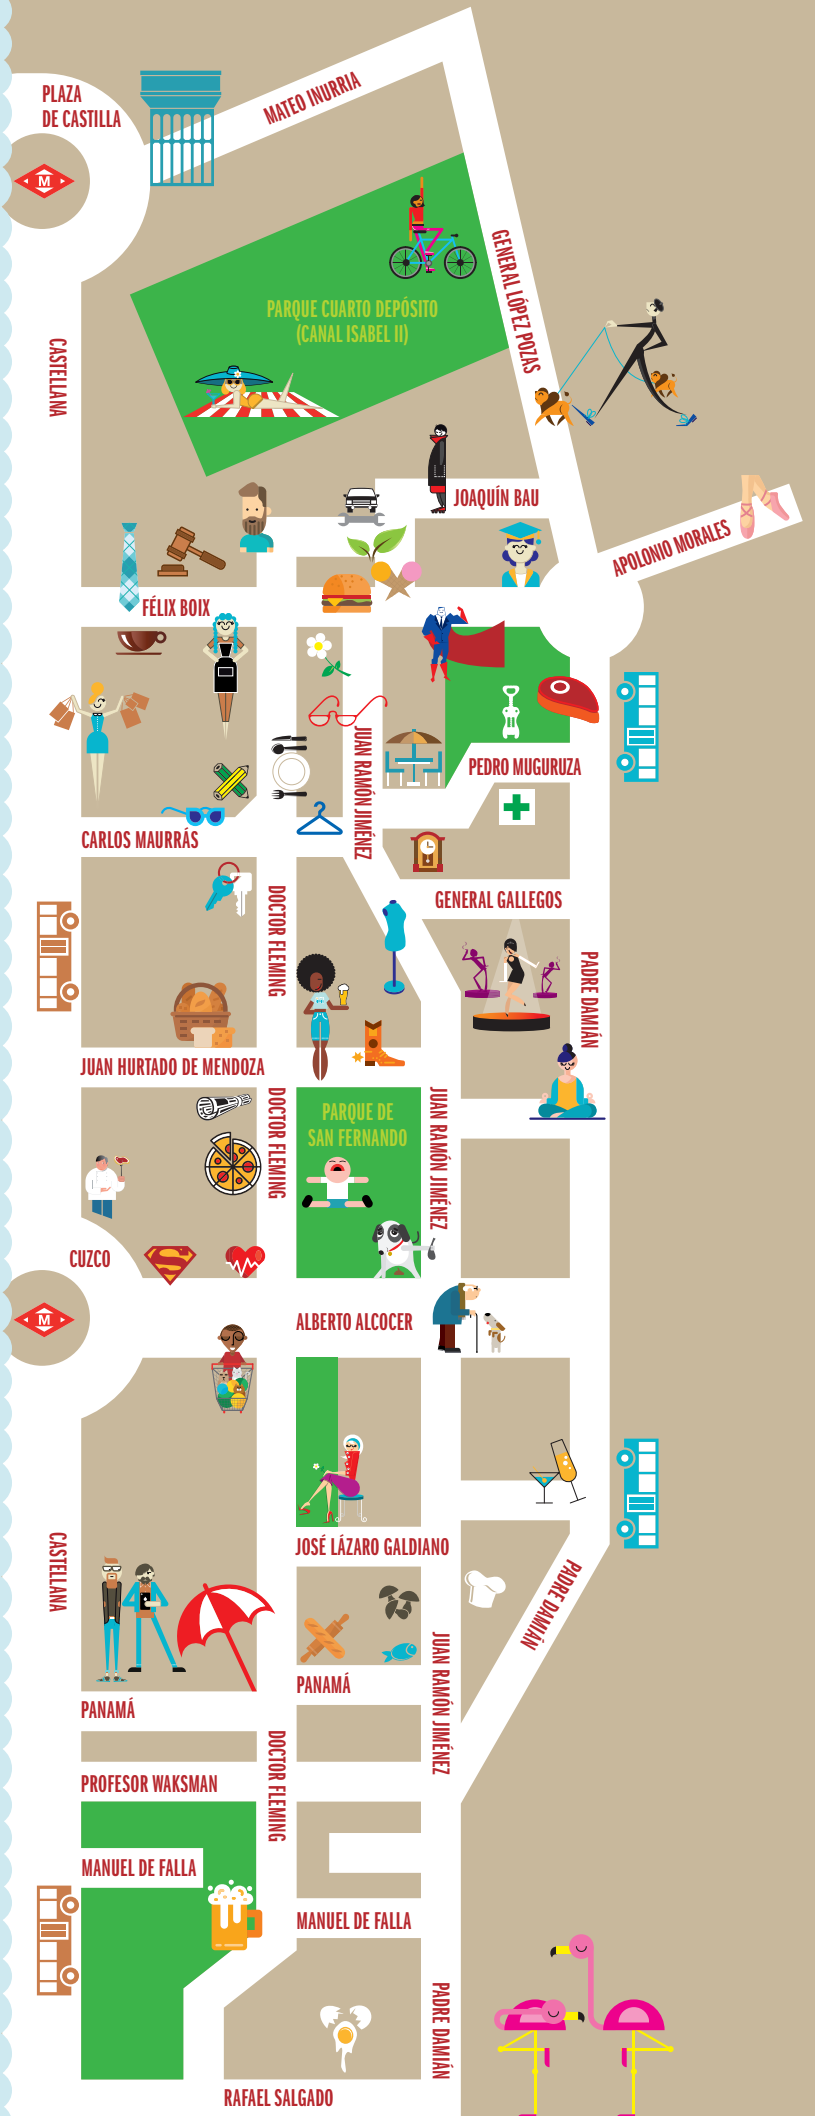 PLAZA
DE CASTILLA
MATEO INURRIA
M
GENERAL LÓPEZ POZAS
PARQUE CUARTO DEPÓSITO
(CANAL ISABEL II)
CASTELLANA
JOAQUÍN BAU
APOLONIO MORALES
FÉLIX BOIX
JUAN RAMÓN JIMÉNEZ
PEDRO MUGURUZA
CARLOS MAURRÁS
DOCTOR FLEMING
GENERAL GALLEGOS
PADRE DAMIÁN
JUAN HURTADO DE MENDOZA
DOCTOR FLEMING
PARQUE DE
SAN FERNANDO
JUAN RAMÓN JIMÉNEZ
CUZCO
M
ALBERTO ALCOCER
CASTELLANA
JOSÉ LÁZARO GALDIANO
PADRE DAMIÁN
JUAN RAMÓN JIMÉNEZ
PANAMÁ
PANAMÁ
DOCTOR FLEMING
PROFESOR WAKSMAN
MANUEL DE FALLA
MANUEL DE FALLA
PADRE DAMIÁN
RAFAEL SALGADO